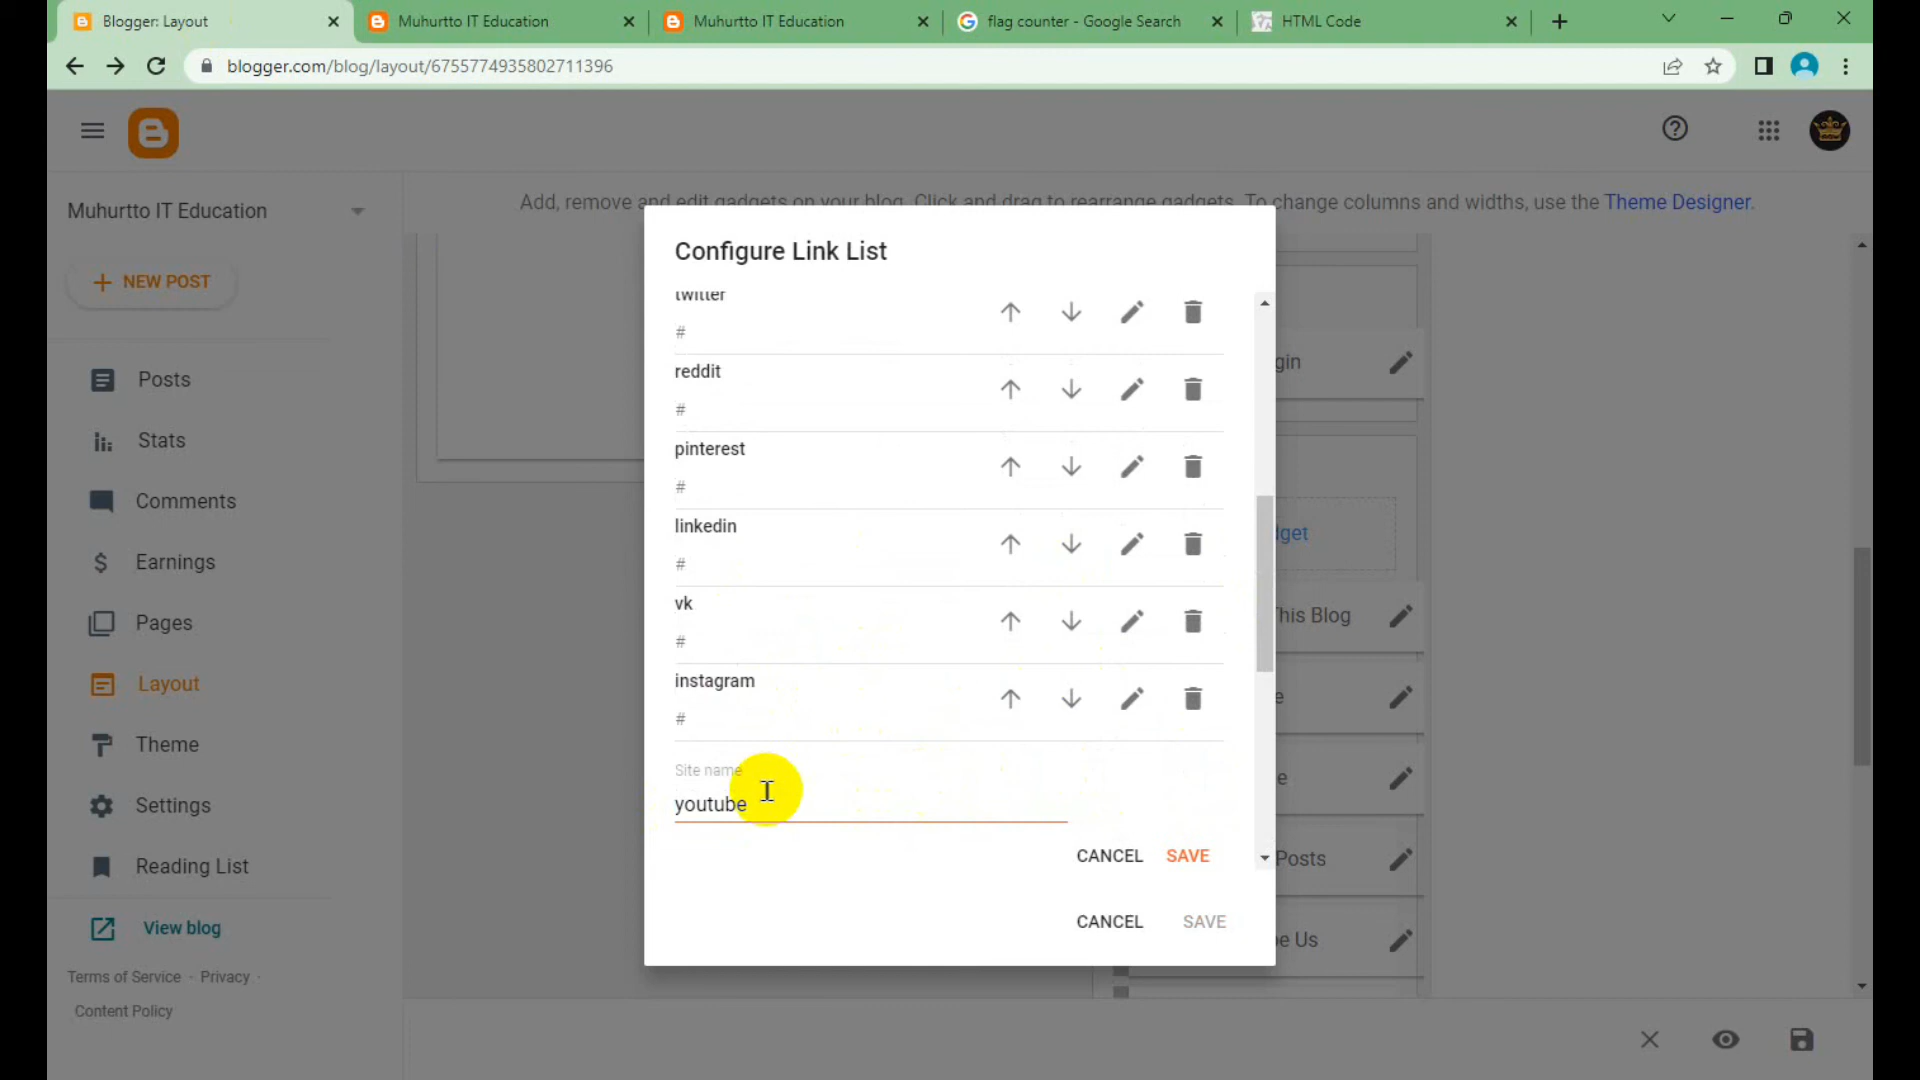 Blogger: Layout
Muhurtto IT Education
Muhurtto IT Education
flag counter - Google Search
HTML Code
blogger.com/blog/layout/6755774935802711396
Muhurtto IT Education
NEW POST
Posts
Stats
Comments
Earnings
Pages
Layout
Theme
Settings
Reading List
View blog
Terms of Service · Privacy ·
Content Policy
Add, remove and edit gadgets on your blog. Click and drag to rearrange gadgets. To change columns and widths, use the Theme Designer.
Configure Link List
twitter
#
reddit
#
pinterest
#
linkedin
#
vk
#
instagram
#
Site name
youtube
CANCEL SAVE
CANCEL SAVE
This Blog
Posts
Us